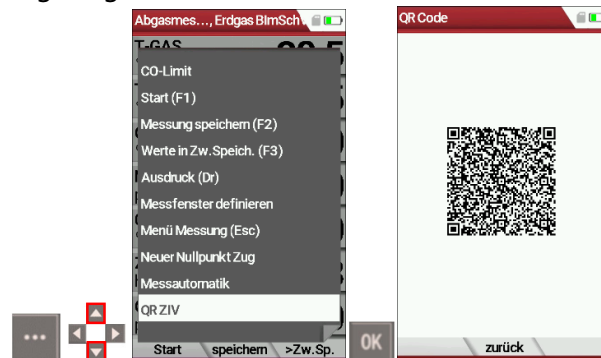 Abgasmes..., Erdgas BImSchV
T-GAS
CO-Limit
Start (F1)
Messung speichern (F2)
Werte in Zw.Speich. (F3)
Ausdruck (Dr)
Messfenster definieren
Menü Messung (Esc)
Neuer Nullpunkt Zug
Messautomatik
QR ZIV
Start speichern >Zw.Sp.
...
OK
QR Code
zurück